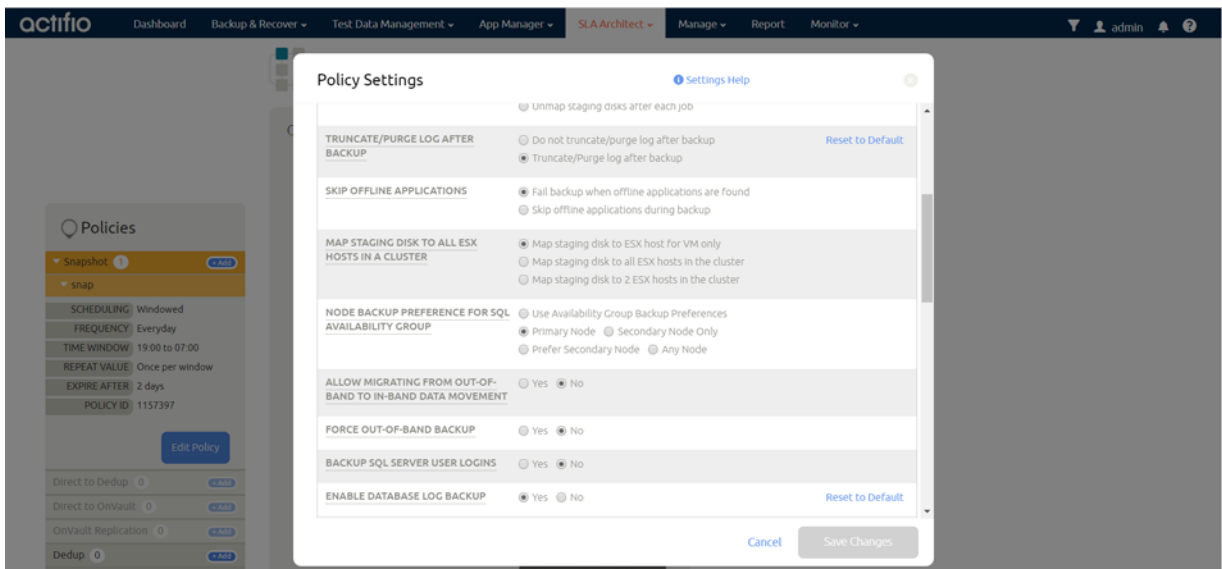 actifio Dashboard Backup & Recover Test Data Management App Manager SLA Architect Manage Report Monitor admin
Policy Settings Settings Help
Unmap staging disks after each job
TRUNCATE/PURGE LOG AFTER BACKUP
Do not truncate/purge log after backup
Truncate/Purge log after backup
Reset to Default
SKIP OFFLINE APPLICATIONS
Fail backup when offline applications are found
Skip offline applications during backup
MAP STAGING DISK TO ALL ESX
HOSTS IN A CLUSTER
Map staging disk to ESX host for VM only
Map staging disk to all ESX hosts in the cluster
Map staging disk to 2 ESX hosts in the cluster
NODE BACKUP PREFERENCE FOR SQL
AVAILABILITY GROUP
Use Availability Group Backup Preferences
Primary Node Secondary Node Only
Prefer Secondary Node Any Node
ALLOW MIGRATING FROM OUT-OF-
BAND TO IN-BAND DATA MOVEMENT
Yes No
FORCE OUT-OF-BAND BACKUP Yes No
BACKUP SQL SERVER USER LOGINS Yes No
ENABLE DATABASE LOG BACKUP Yes No Reset to Default
Cancel Save Changes
Policies
Snapshot 1 + Add
snap
SCHEDULING Windowed
FREQUENCY Everyday
TIME WINDOW 19:00 to 07:00
REPEAT VALUE Once per window
EXPIRE AFTER 2 days
POLICY ID 1157397
Edit Policy
Direct to Dedup 0 + Add
Direct to OnVault 0 + Add
OnVault Replication 0 + Add
Dedup 0 + Add